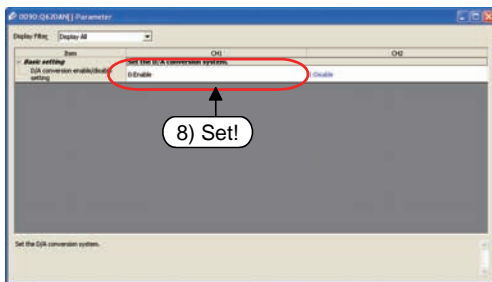 0090:Q62DAN[]-Parameter
Display Filter Display All
Item CH1 CH2
Basic setting Set the D/A conversion system.
D/A conversion enable/disable setting 0:Enable 1:Disable
8) Set!
Set the D/A conversion system.